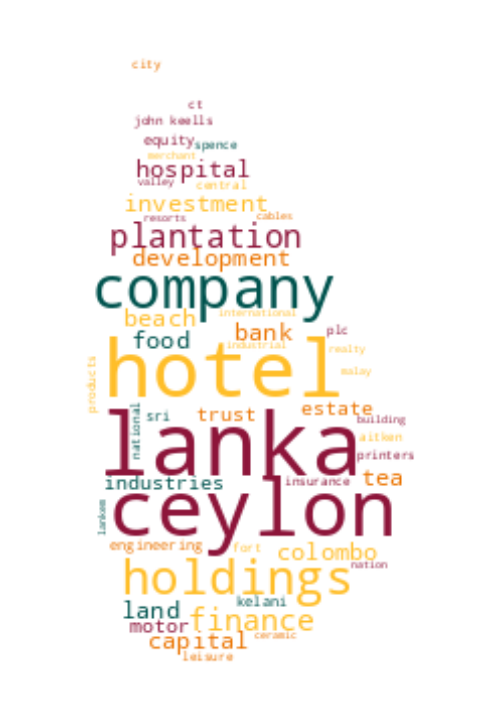 city
ct
john keells
equity spence
merchant
hospital
valley central
investment
resorts cables
plantation
development
company
international
beach
bank plc
food industrial
hotel realty
malay
products
lanka
national sri trust estate
building
aitken
printers
industries insurance tea
ceylon
lankem
engineering fort colombo
nation
holdings
kelani
land finance
motor
capital ceramic
leisure